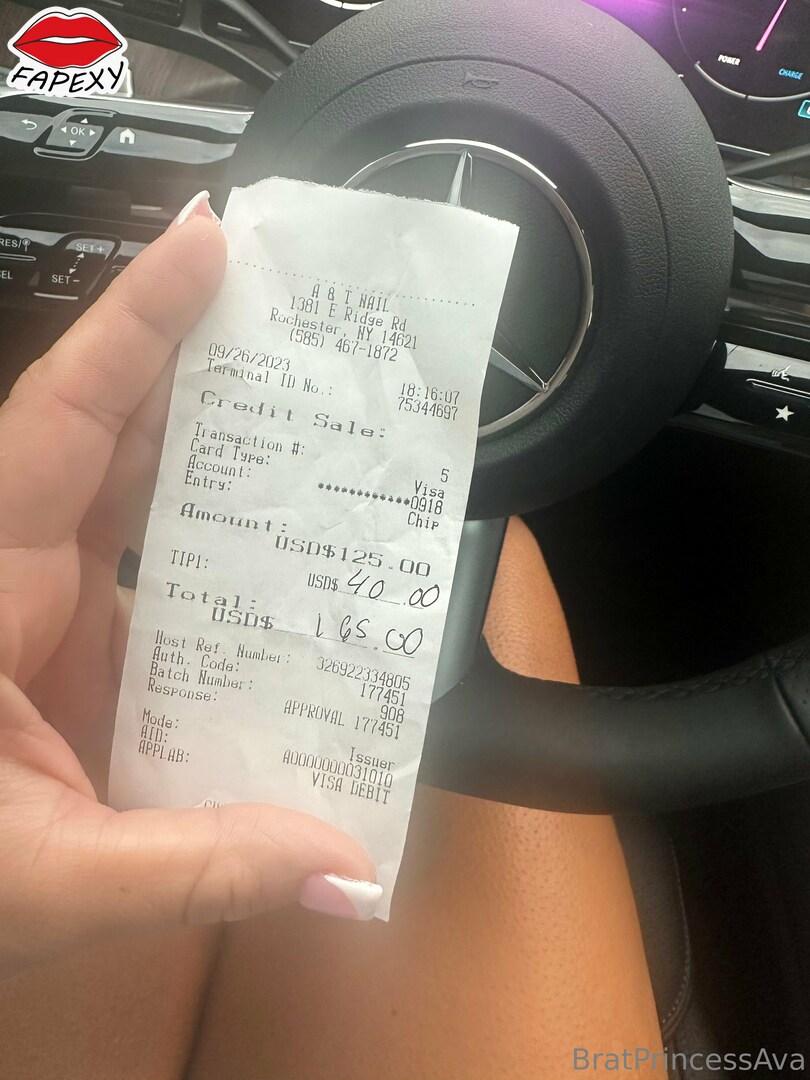 FAPEXY
POWER
CHARGE
OK
RES/
SET+
SET-
A & T NAIL
1381 E Ridge Rd
Rochester, NY 14621
(585) 467-1872
09/26/2023 18:16:07
Terminal ID No.: 75344697
Credit Sale:
Transaction #: 5
Card Type: Visa
Account: ************0918
Entry: Chip
Amount: USD$125.00
TIP1: USD$ 40.00
Total: USD$ 165.00
Host Ref. Number: 326922334805
Auth. Code: 177451
Batch Number: 908
Response: APPROVAL 177451
Mode: Issuer
AID: A0000000031010
APPLAB: VISA DEBIT
BratPrincessAva